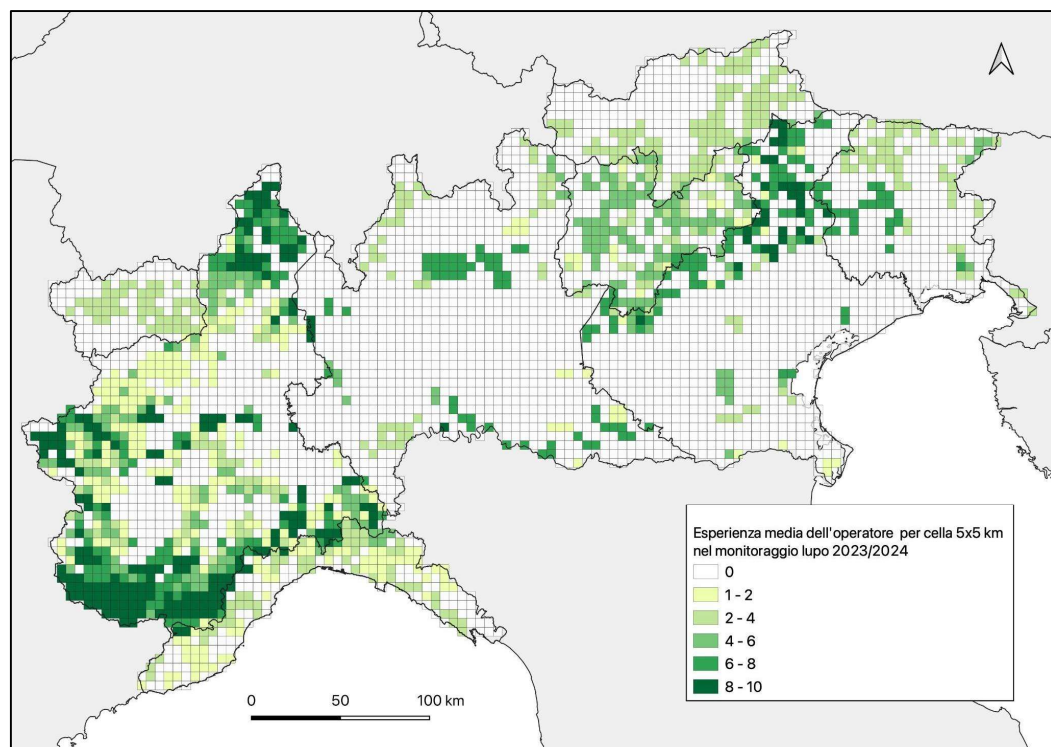 Esperienza media dell'operatore per cella 5x5 km
nel monitoraggio lupo 2023/2024
0
1 - 2
2 - 4
4 - 6
6 - 8
8 - 10
0 50 100 km